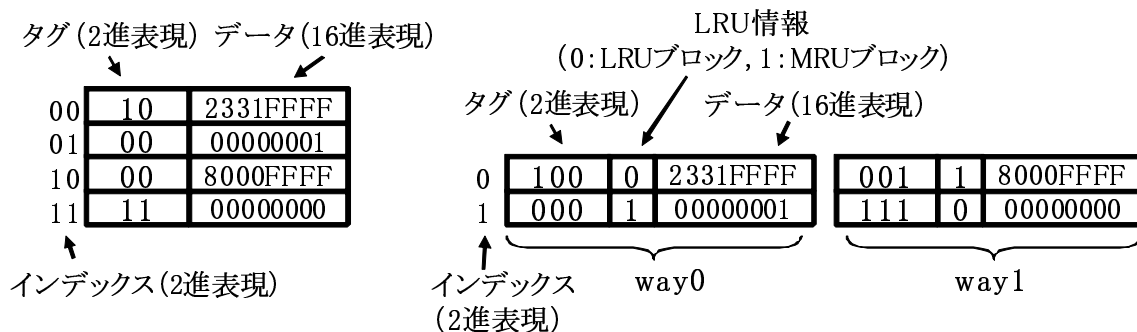 タグ(2進表現) データ(16進表現)
00 10 2331FFFF
01 00 00000001
10 00 8000FFFF
11 11 00000000
インデックス(2進表現)
LRU情報
(0:LRUブロック, 1:MRUブロック)
タグ(2進表現) データ(16進表現)
0 100 0 2331FFFF 001 1 8000FFFF
1 000 1 00000001 111 0 00000000
インデックス
(2進表現)
way0 way1